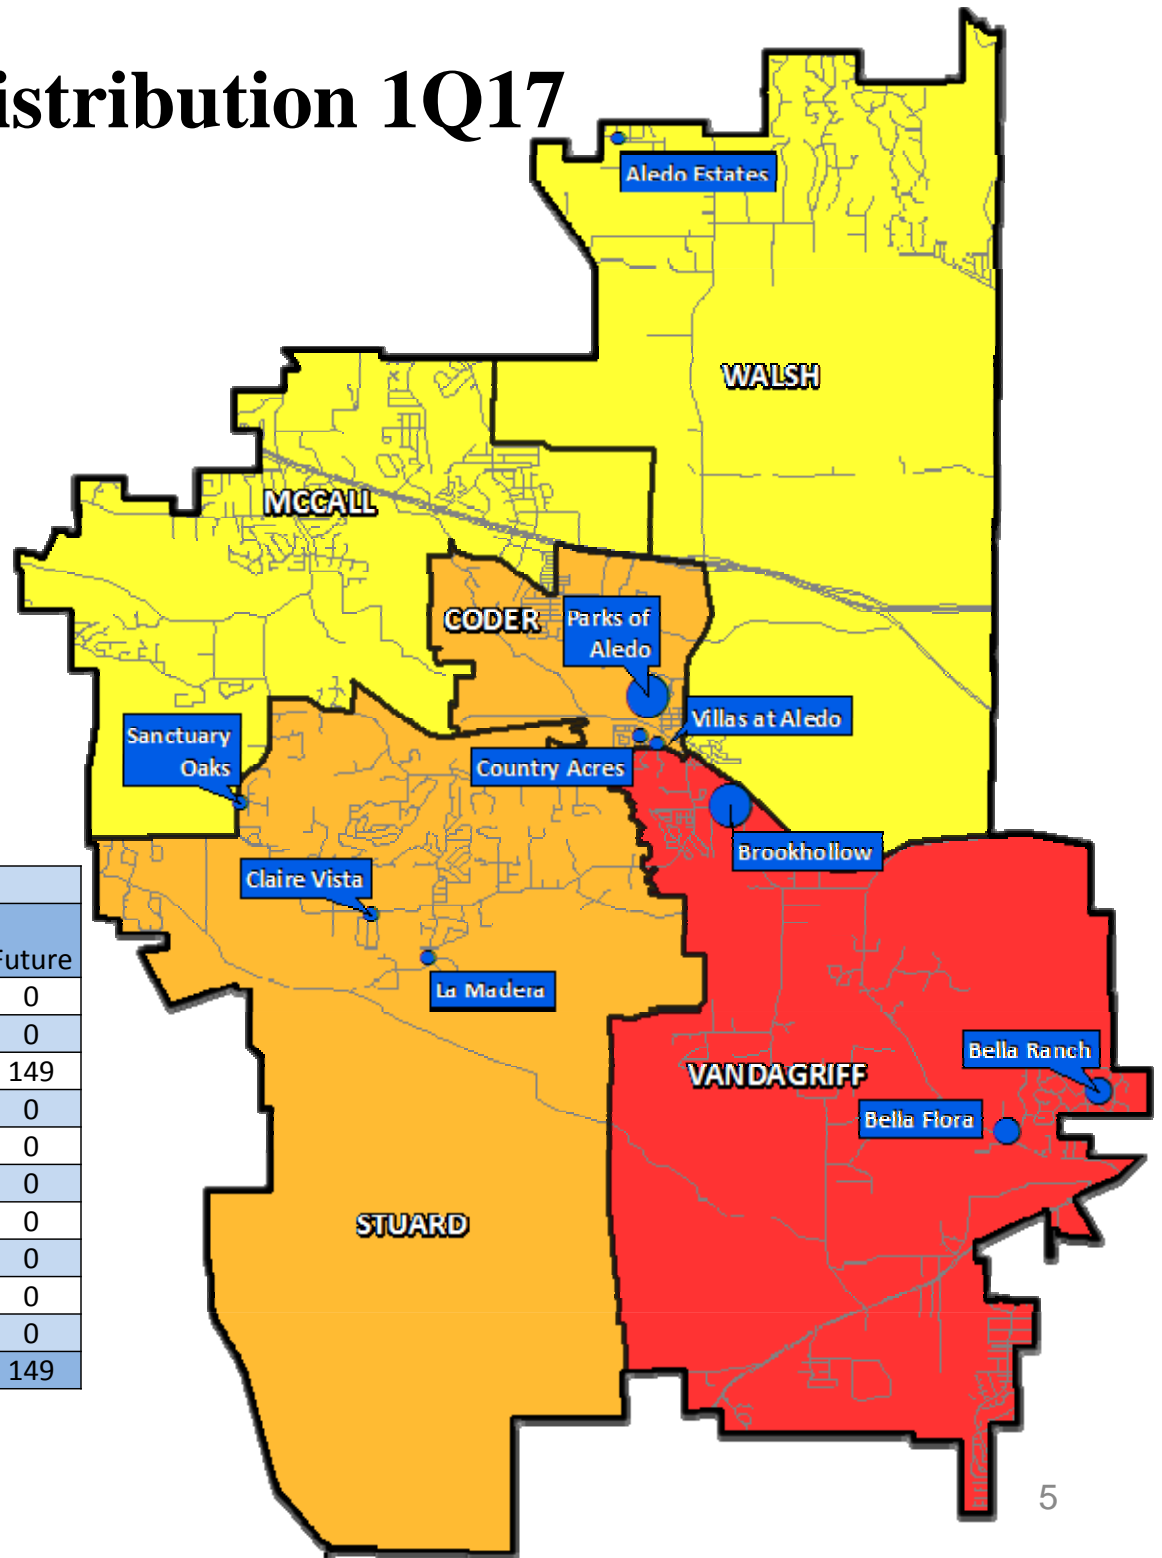 istribution 1Q17
Aledo Estates
WALSH
MCCALL
CODER
Parks of
Aledo
Villas at Aledo
Sanctuary
Oaks
Country Acres
Brookhollow
Claire Vista
La Madera
Future
0
0
149
0
0
0
0
0
0
0
149
Bella Ranch
VANDAGRIFF
Bella Flora
STUARD
5